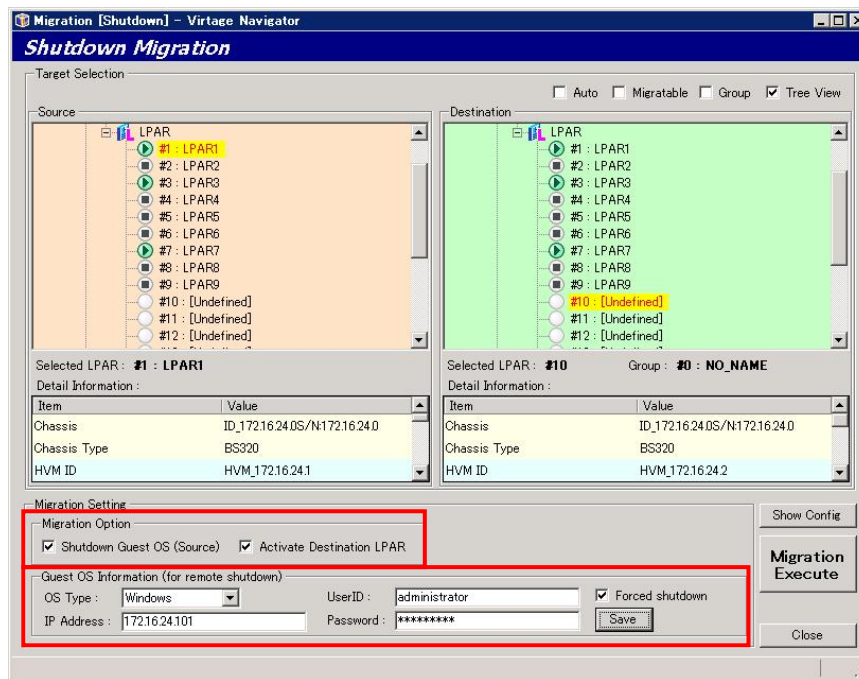 Migration [Shutdown] - Virtage Navigator
Shutdown Migration
Target Selection
Auto Migratable Group Tree View
Source
LPAR
#1 : LPAR1
#2 : LPAR2
#3 : LPAR3
#4 : LPAR4
#5 : LPAR5
#6 : LPAR6
#7 : LPAR7
#8 : LPAR8
#9 : LPAR9
#10 : [Undefined]
#11 : [Undefined]
#12 : [Undefined]
Selected LPAR : #1 : LPAR1
Detail Information :
Item Value
Chassis ID_172.16.24.0S/N:172.16.24.0
Chassis Type BS320
HVM ID HVM_172.16.24.1
Destination
LPAR
#1 : LPAR1
#2 : LPAR2
#3 : LPAR3
#4 : LPAR4
#5 : LPAR5
#6 : LPAR6
#7 : LPAR7
#8 : LPAR8
#9 : LPAR9
#10 : [Undefined]
#11 : [Undefined]
#12 : [Undefined]
Selected LPAR : #10 Group : #0 : NO_NAME
Detail Information :
Item Value
Chassis ID_172.16.24.0S/N:172.16.24.0
Chassis Type BS320
HVM ID HVM_172.16.24.2
Migration Setting
Migration Option
Shutdown Guest OS (Source) Activate Destination LPAR
Guest OS Information (for remote shutdown)
OS Type : Windows UserID : administrator Forced shutdown
IP Address : 172.16.24.101 Password : ********* Save
Show Config
Migration
Execute
Close